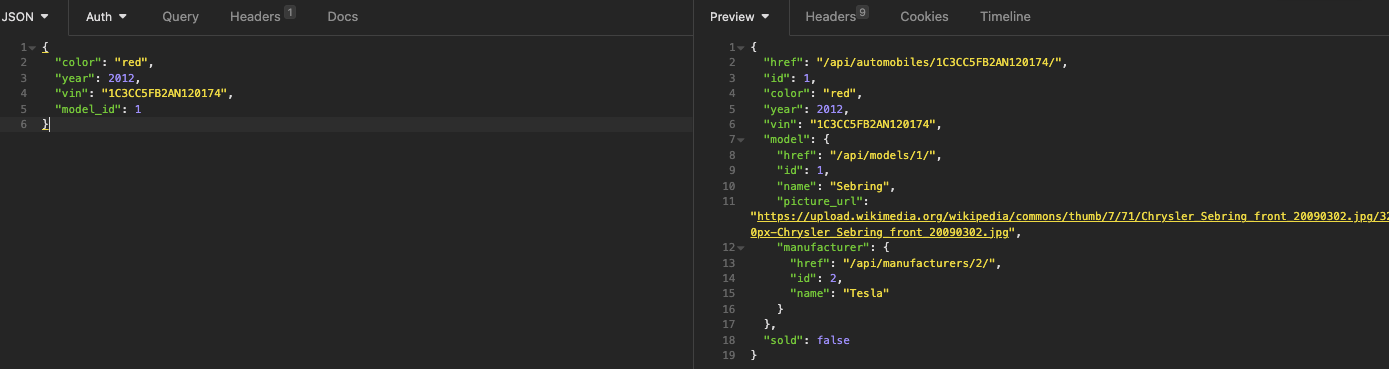 JSON Auth Query Headers 1 Docs
1 {
2 "color": "red",
3 "year": 2012,
4 "vin": "1C3CC5FB2AN120174",
5 "model_id": 1
6 }
Preview Headers 9 Cookies Timeline
1 {
2 "href": "/api/automobiles/1C3CC5FB2AN120174/",
3 "id": 1,
4 "color": "red",
5 "year": 2012,
6 "vin": "1C3CC5FB2AN120174",
7 "model": {
8 "href": "/api/models/1/",
9 "id": 1,
10 "name": "Sebring",
11 "picture_url":
"https://upload.wikimedia.org/wikipedia/commons/thumb/7/71/Chrysler_Sebring_front_20090302.jpg/32
0px-Chrysler_Sebring_front_20090302.jpg",
12 "manufacturer": {
13 "href": "/api/manufacturers/2/",
14 "id": 2,
15 "name": "Tesla"
16 }
17 },
18 "sold": false
19 }